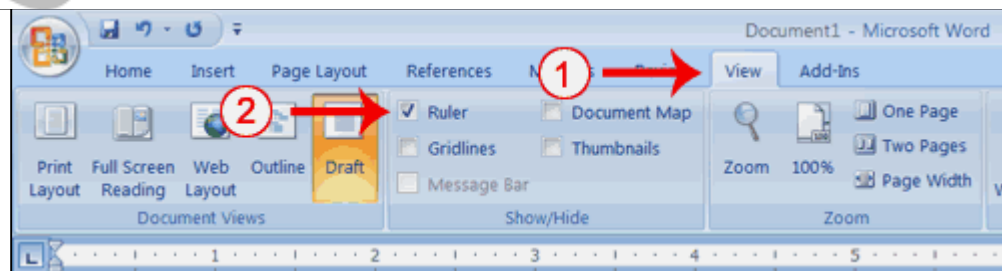 Document1 - Microsoft Word
Home Insert Page Layout References View Add-Ins
1
2
Ruler
Document Map
Gridlines
Thumbnails
Message Bar
Print Layout
Full Screen Reading
Web Layout
Outline
Draft
Zoom
100%
100
One Page
Two Pages
Page Width
Document Views
Show/Hide
Zoom
L
1 2 3 4 5